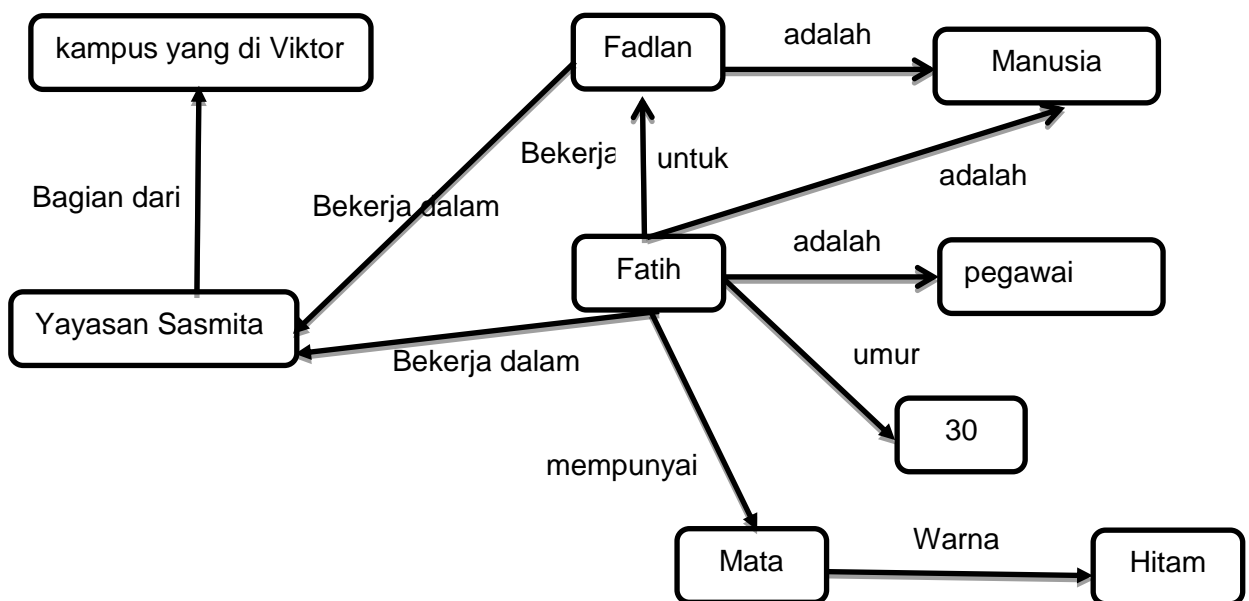 kampus yang di Viktor
Fadlan
adalah
Manusia
Bekerja untuk
Bagian dari
Bekerja dalam
adalah
Fatih
adalah
pegawai
Yayasan Sasmita
Bekerja dalam
umur
30
mempunyai
Mata
Warna
Hitam